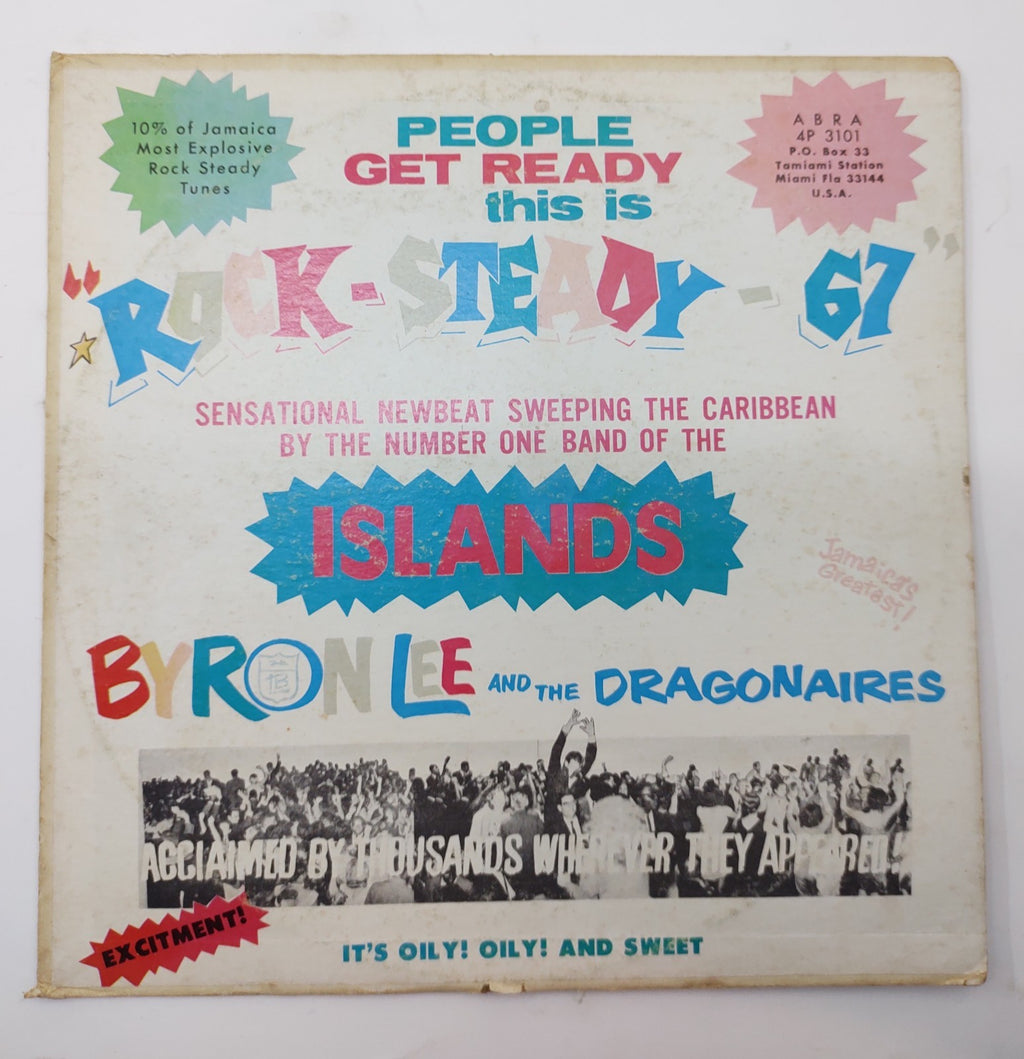 10% of Jamaica
Most Explosive
Rock Steady
Tunes
PEOPLE
GET READY
this is
ABRA
4P 3101
P.O. Box 33
Tamiami Station
Miami Fla 33144
U.S.A.
"ROCK-STEADY-67"
SENSATIONAL NEWBEAT SWEEPING THE CARIBBEAN
BY THE NUMBER ONE BAND OF THE
ISLANDS
Jamaica's
Greatest!
BYRON LEE AND THE DRAGONAIRES
ACCLAIMED BY THOUSANDS WHEREVER THEY APPEARED!
EXCITMENT!
IT'S OILY! OILY! AND SWEET